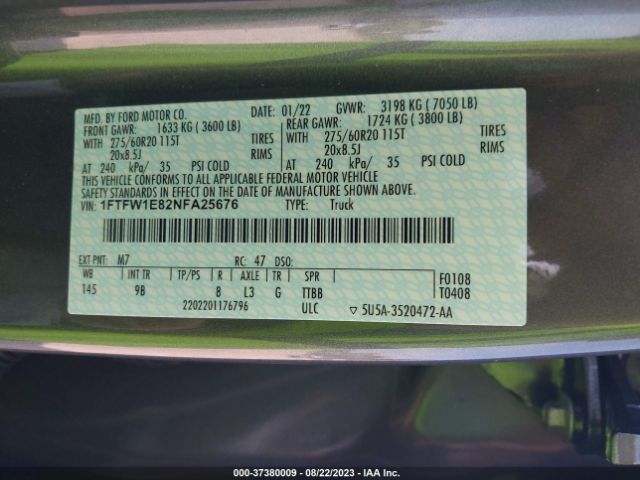 MFD. BY FORD MOTOR CO. DATE: 01/22 GVWR: 3198 KG ( 7050 LB)
FRONT GAWR: 1633 KG ( 3600 LB) REAR GAWR: 1724 KG ( 3800 LB)
WITH 275/60R20 115T TIRES WITH 275/60R20 115T TIRES
20x8.5J RIMS 20x8.5J RIMS
AT 240 kPa/ 35 PSI COLD AT 240 kPa/ 35 PSI COLD
THIS VEHICLE CONFORMS TO ALL APPLICABLE FEDERAL MOTOR VEHICLE
SAFETY STANDARDS IN EFFECT ON THE DATE OF MANUFACTURE SHOWN ABOVE.
VIN: 1FTFW1E82NFA25676 TYPE: Truck
EXT PNT: M7 RC: 47 DSO:
WB INT TR TP/PS R AXLE TR SPR F0108
145 9B 8 L3 G TTBB T0408
2202201176796 ULC ▽ 5U5A-3520472-AA
000-37380009 - 08/22/2023 - IAA Inc.